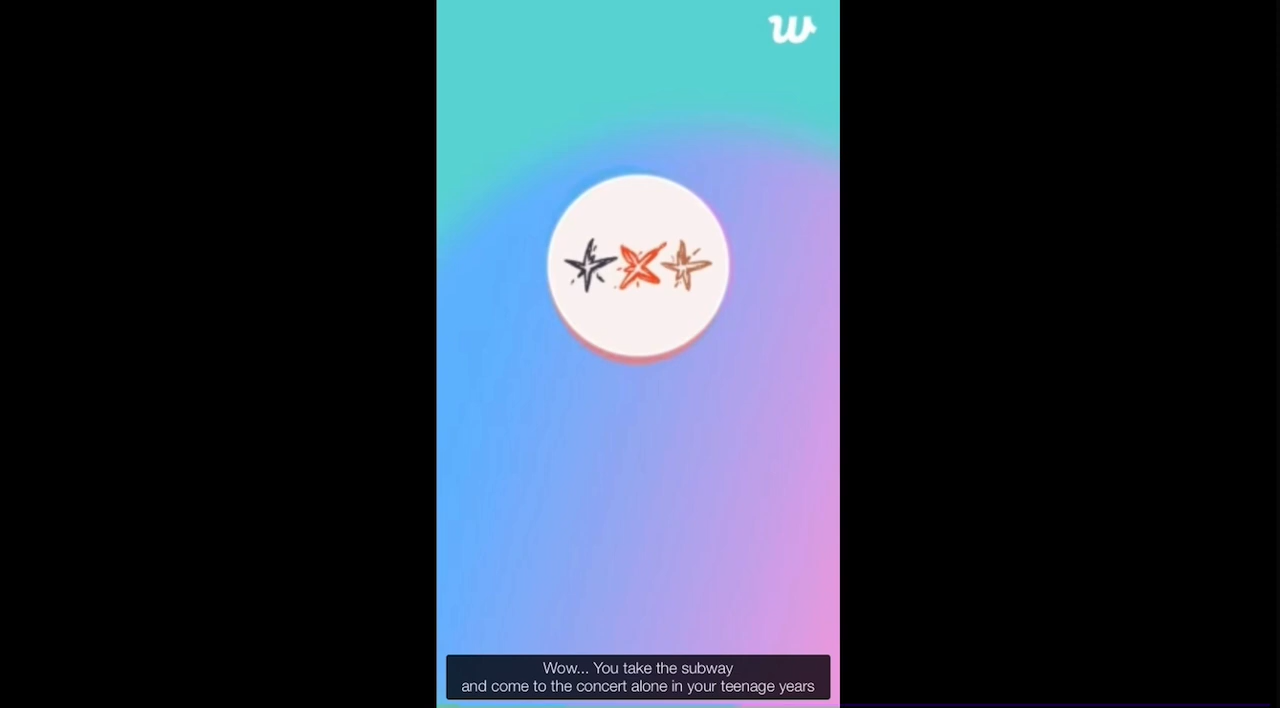 w
Wow... You take the subway
and come to the concert alone in your teenage years